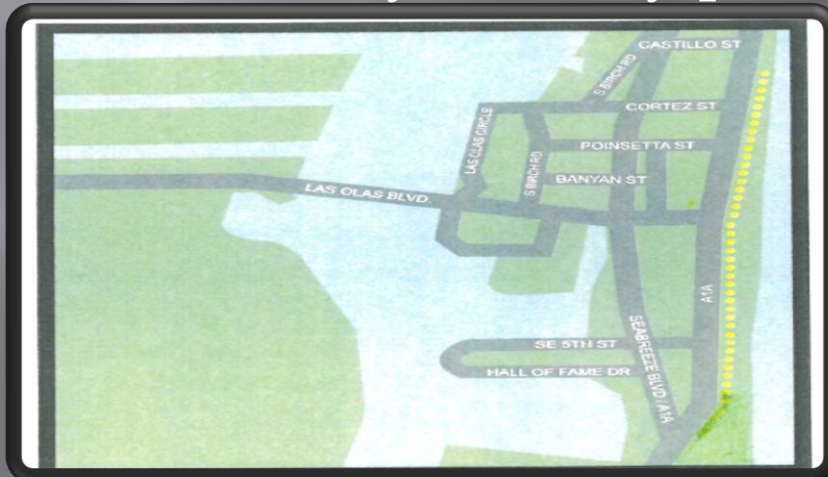 CASTILLO ST
S BIRCH RD
CORTEZ ST
LAS OLAS CIRCLE
POINSETTA ST
S BIRCH RD
BANYAN ST
LAS OLAS BLVD.
A1A
SE 5TH ST
SEABREEZE BLVD / A1A
HALL OF FAME DR